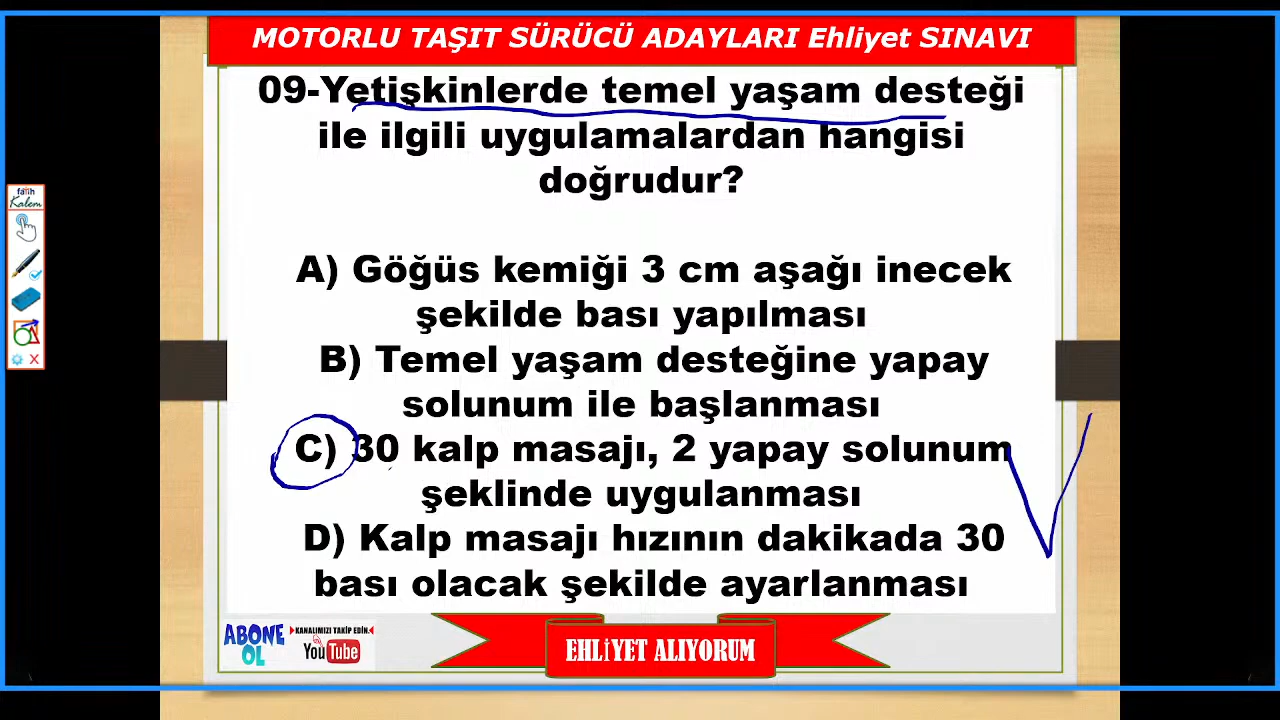 MOTORLU TAŞIT SÜRÜCÜ ADAYLARI Ehliyet SINAVI
09-Yetişkinlerde temel yaşam desteği
ile ilgili uygulamalardan hangisi
doğrudur?
A) Göğüs kemiği 3 cm aşağı inecek
şekilde bası yapılması
B) Temel yaşam desteğine yapay
solunum ile başlanması
C) 30 kalp masajı, 2 yapay solunum
şeklinde uygulanması
D) Kalp masajı hızının dakikada 30
bası olacak şekilde ayarlanması
fatih
Kalem
ABONE
OL
KANALIMIZI TAKİP EDİN.
YouTube
EHLİYET ALIYORUM